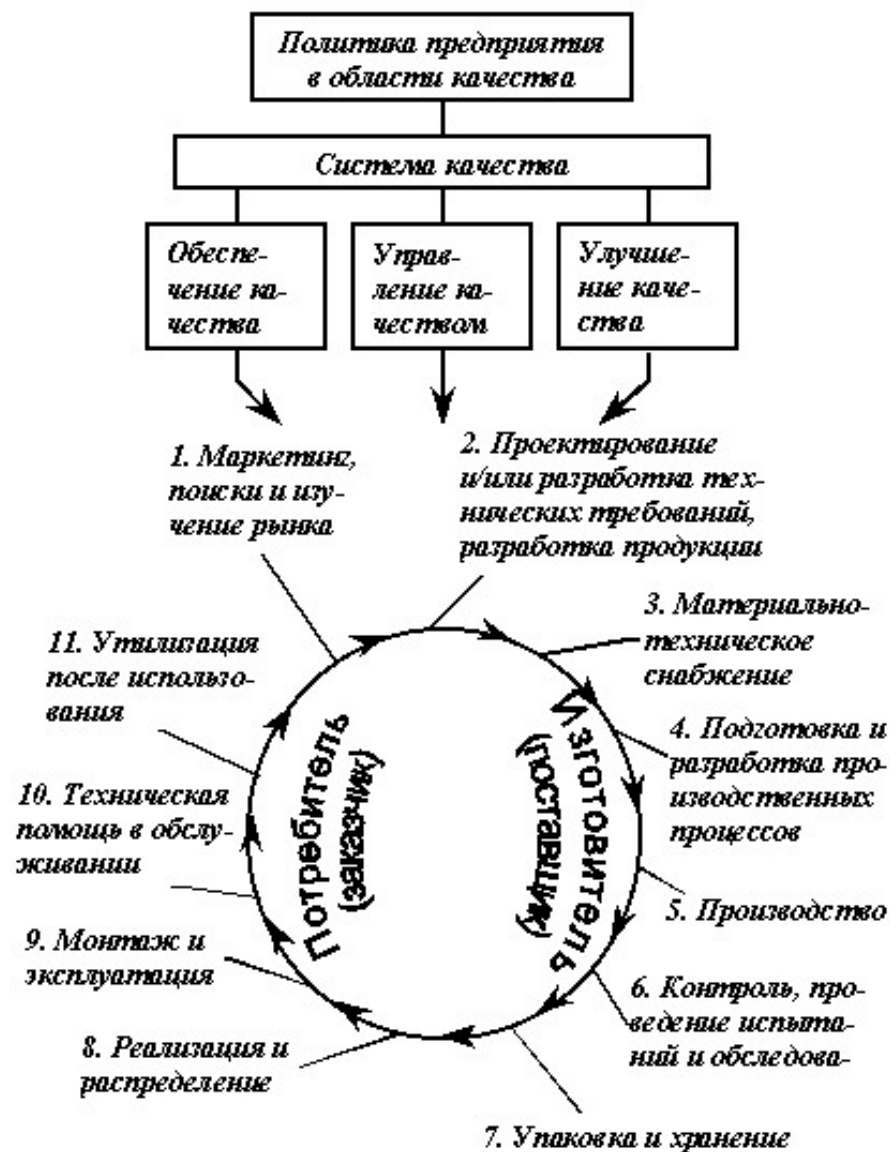 Политика предприятия
в области качества
Система качества
Обеспе-
чение ка-
чества
Управ-
ление ка-
чеством
Улучше-
ние каче-
ства
1. Маркетинг,
поиски и изу-
чение рынка
2. Проектирование
и/или разработка тех-
нических требований,
разработка продукции
3. Материально-
техническое
снабжение
4. Подготовка и
разработка про-
изводственных
процессов
5. Производство
6. Контроль, про-
ведение испыта-
ний и обследова-
7. Упаковка и хранение
8. Реализация и
распределение
9. Монтаж и
эксплуатация
10. Техническая
помощь в обслу-
живании
11. Утилизация
после использо-
вания
Потребитель
(заказчик)
Изготовитель
(поставщик)